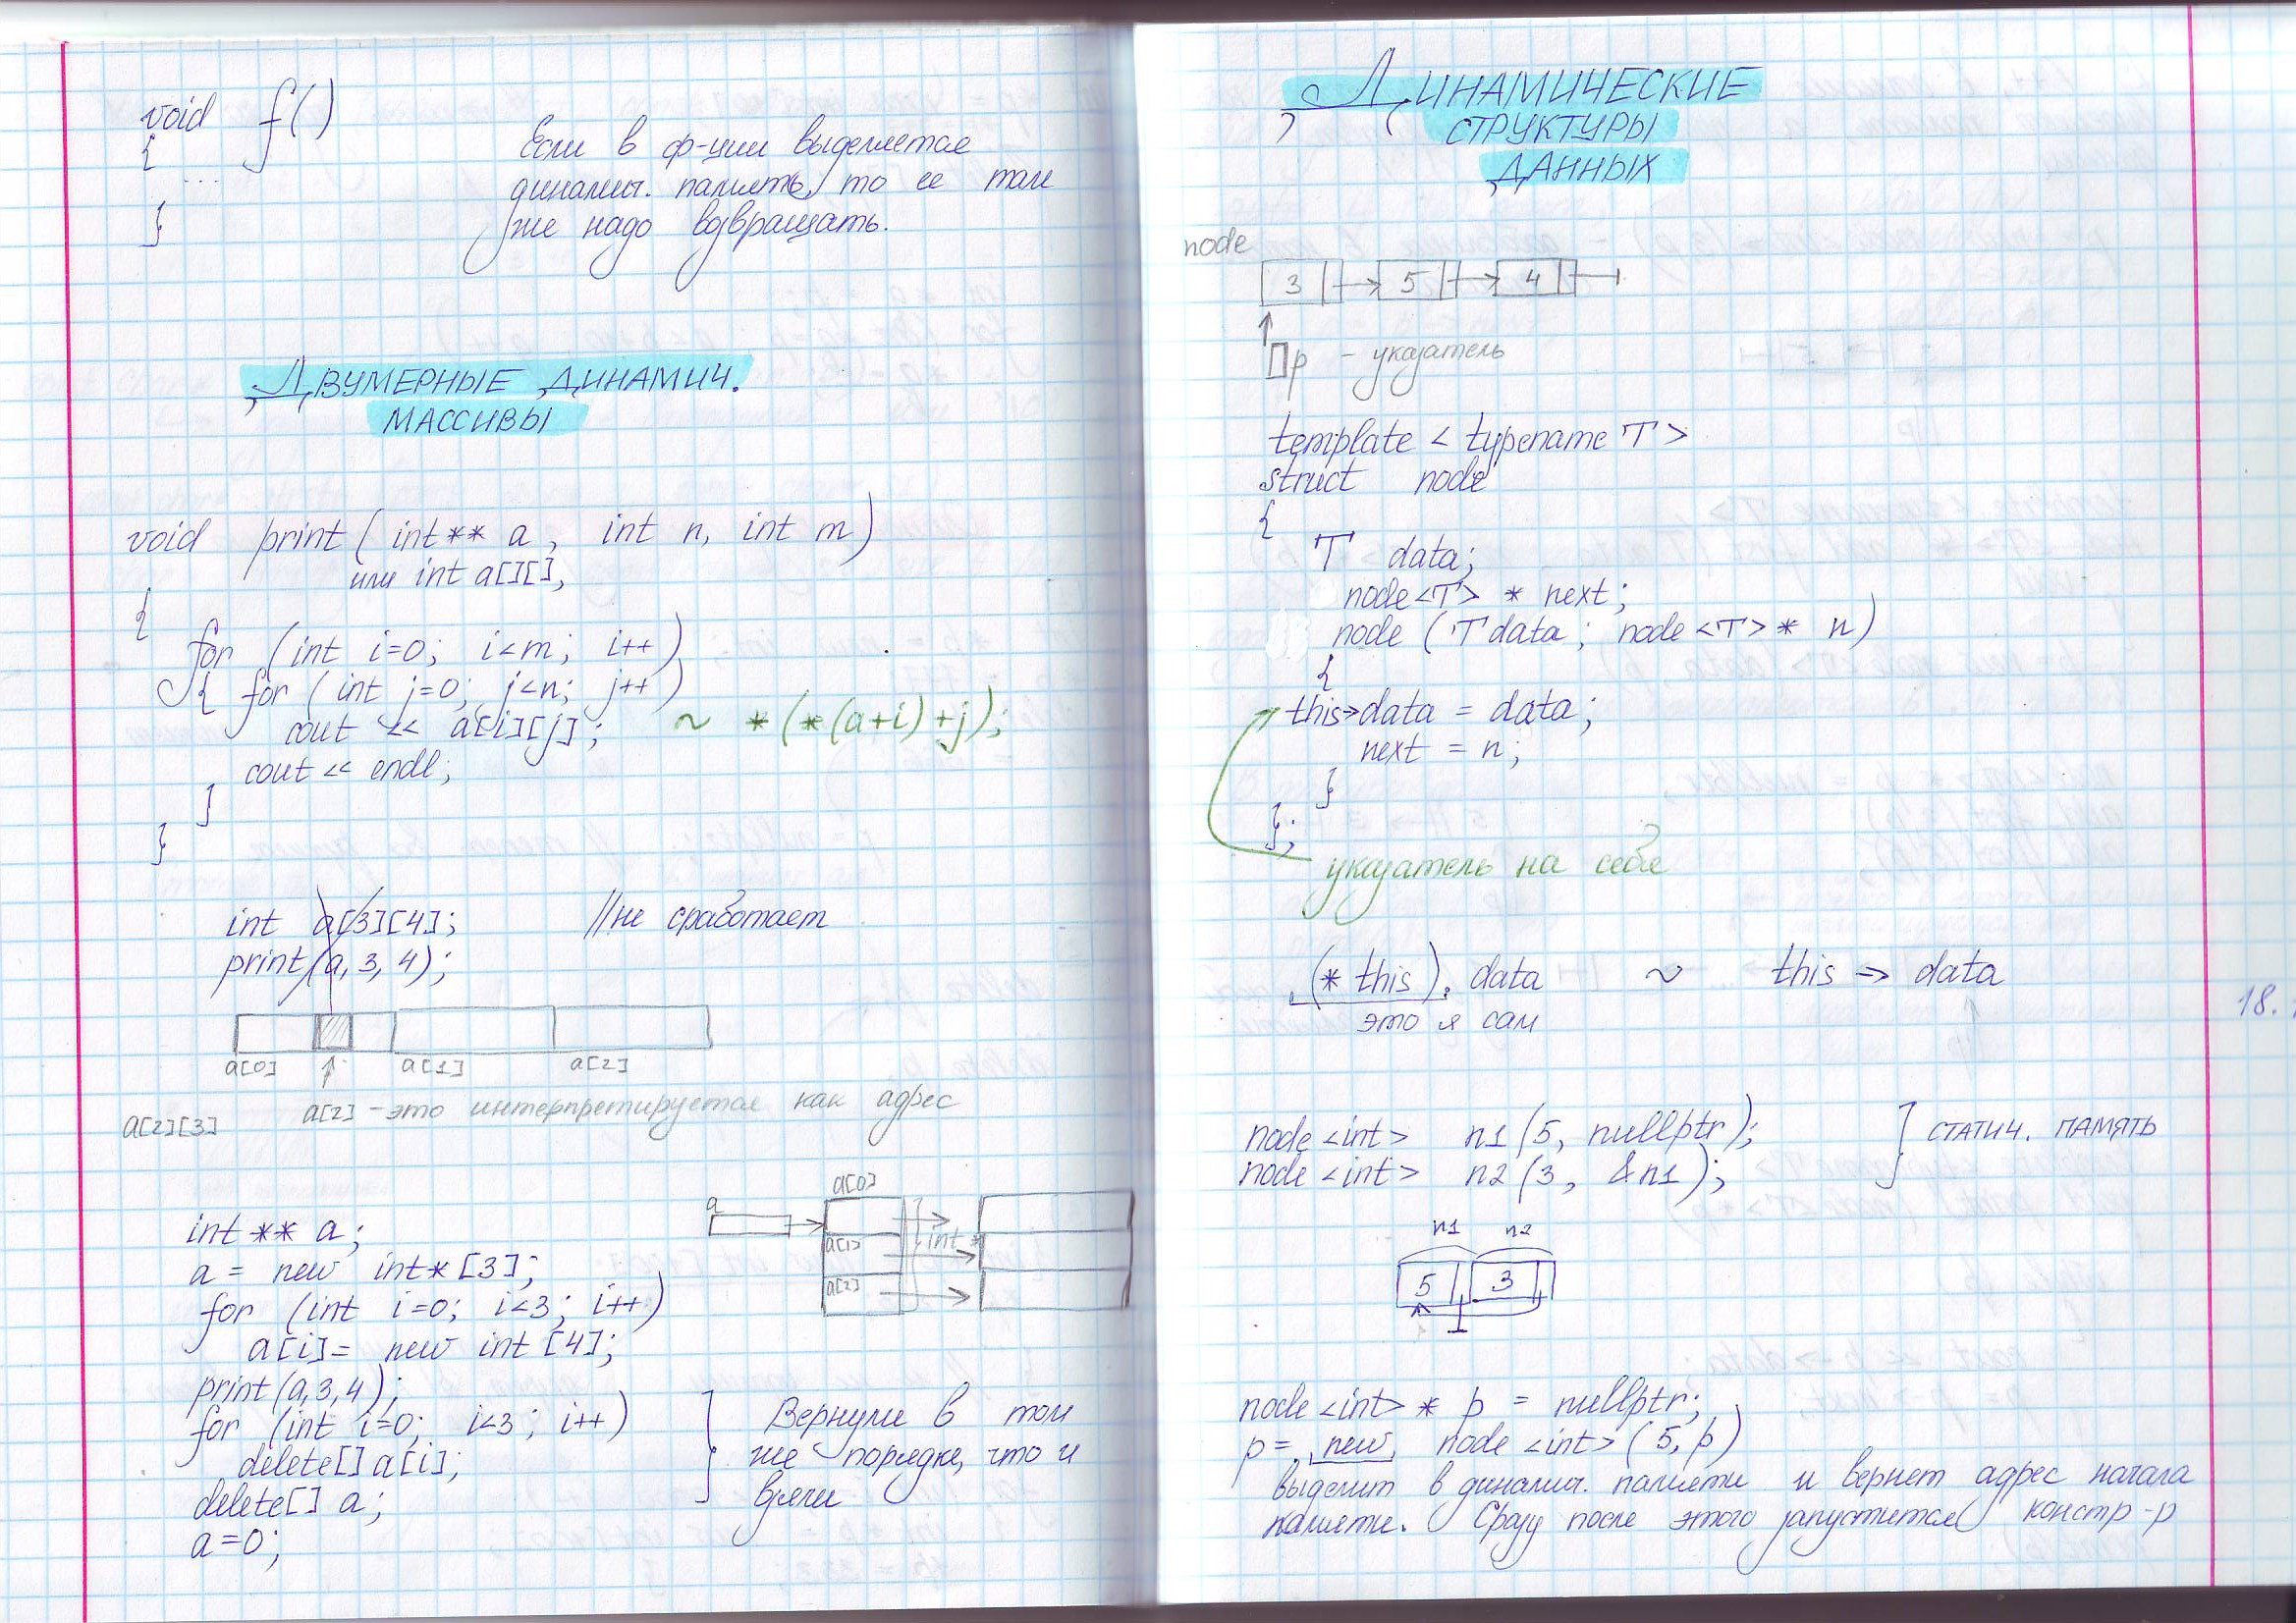 void f()
{
...
}
Если в ф-ции выделяется
динамич. память, то ее там
же надо возвращать.
ДВУМЕРНЫЕ ДИНАМИЧ.
МАССИВЫ
void print( int** a, int n, int m)
или int a[][],
{
for (int i=0; i<m; i++)
{ for (int j=0; j<n; j++)
cout << a[i][j]; ~ *(*(a+i)+j);
cout << endl;
}
}
int a[3][4]; //не сработает
print(a, 3, 4);
a[0] a[1] a[2]
a[2] - это интерпретируется как адрес
a[2][3]
a
a[0]
a[1]
a[2]
int *
int ** a;
a = new int*[3];
for (int i=0; i<3; i++)
a[i]= new int [4];
print(a,3,4);
for (int i=0; i<3; i++)
delete[] a[i];
delete[] a;
a=0;
Вернули в том
же порядке, что и
взяли
ДИНАМИЧЕСКИЕ
СТРУКТУРЫ
ДАННЫХ
node
3 5 4
p - указатель
template < typename T >
struct node
{
T data;
node<T> * next;
node (T data; node <T>* n)
{
this→data = data;
next = n;
}
};
указатель на себя
(* this). data ~ this → data
это я сам
18.
node <int> n1(5, nullptr);
node <int> n2(3, &n1);
СТАТИЧ. ПАМЯТЬ
n1 n2
5 3
node <int> * p = nullptr;
p= new node <int> (5, p)
выделит в динамич. памяти и вернет адрес начала
памяти. Сразу после этого запустится констр-р